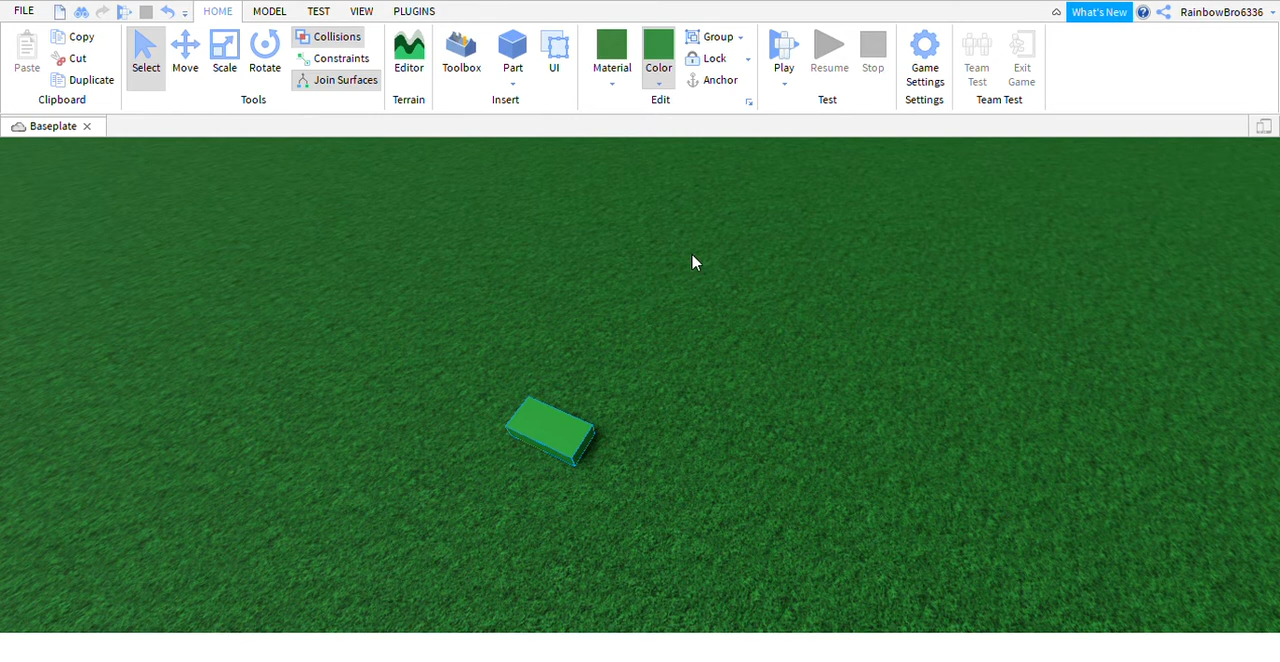 FILE HOME MODEL TEST VIEW PLUGINS What's New RainbowBro6336
Copy Collisions Group
Cut Constraints Lock
Paste Select Move Scale Rotate Editor Toolbox Part UI Material Color Play Resume Stop Game Settings Team Test Exit Game
Duplicate Join Surfaces Anchor
Clipboard Tools Terrain Insert Edit Test Settings Team Test
Baseplate